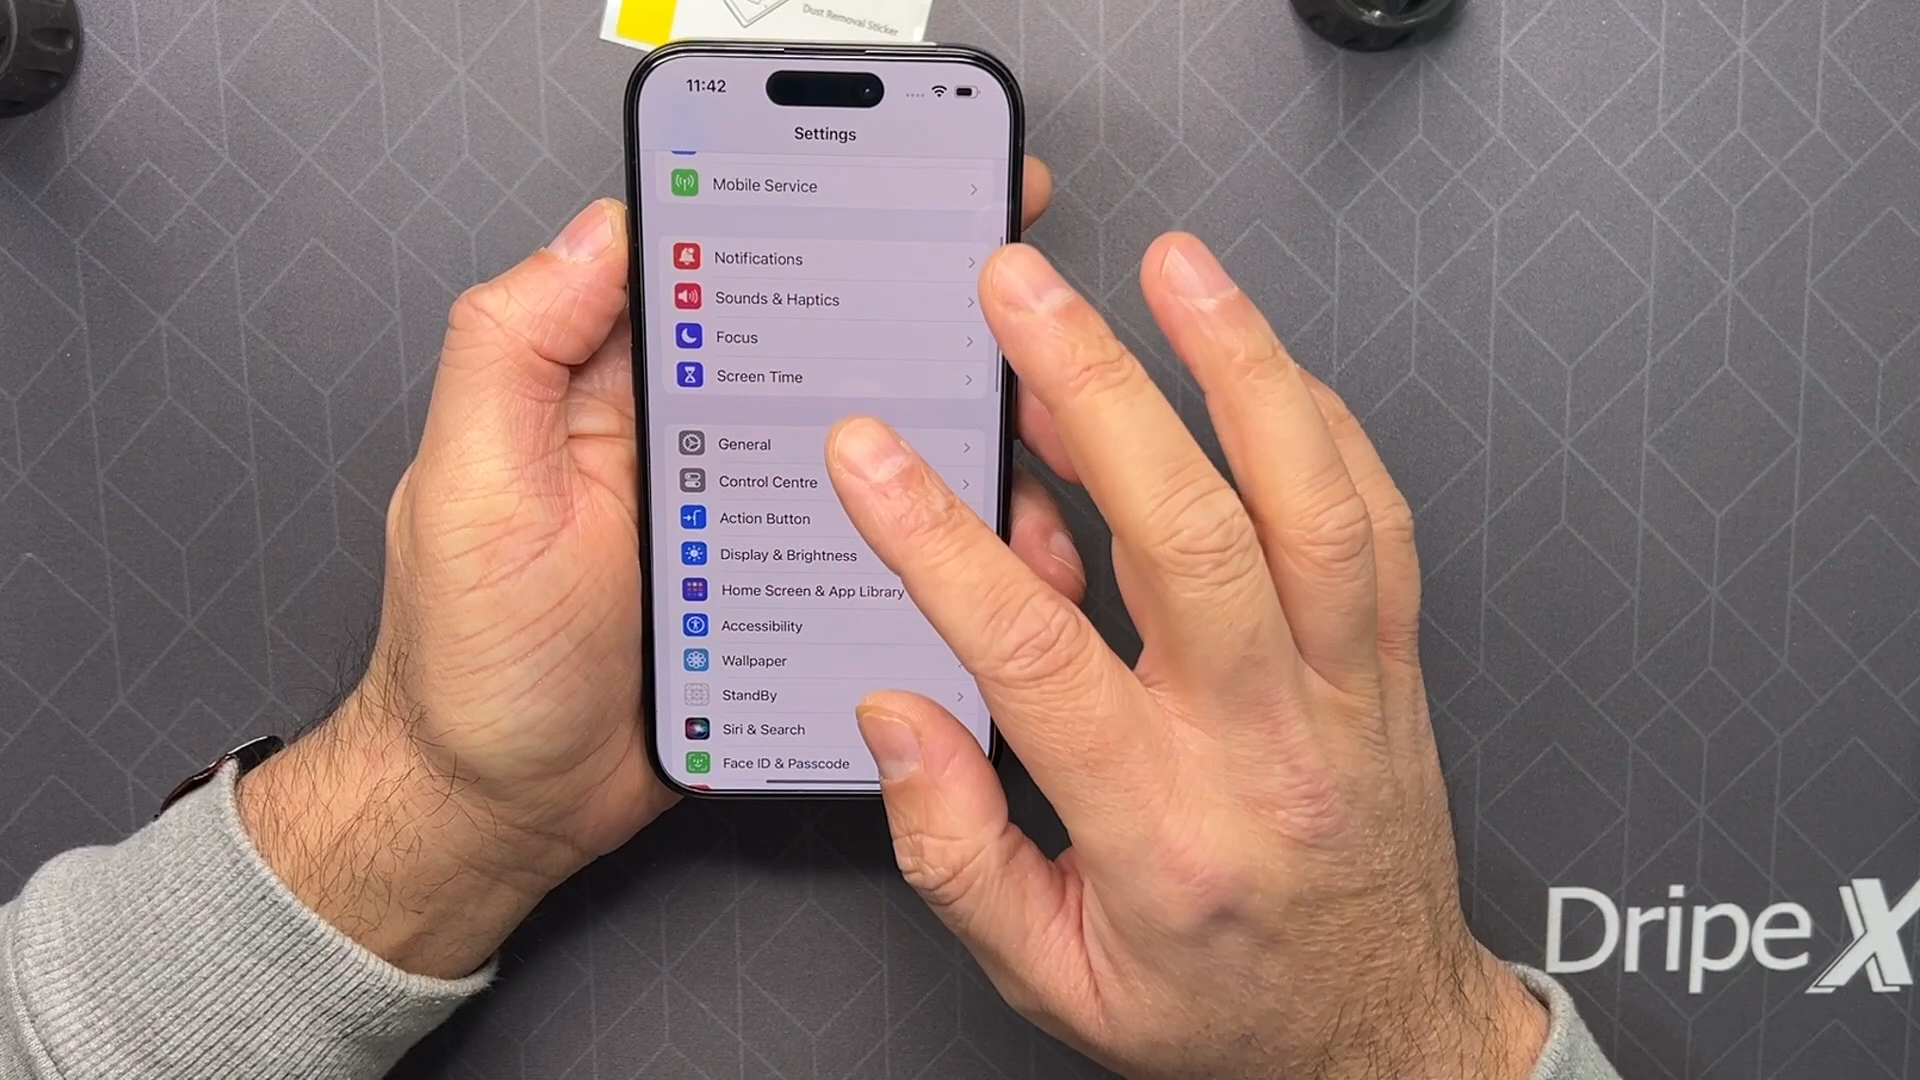 Dust Removal Sticker
11:42
Settings
Mobile Service
Notifications
Sounds & Haptics
Focus
Screen Time
General
Control Centre
Action Button
Display & Brightness
Home Screen & App Library
Accessibility
Wallpaper
StandBy
Siri & Search
Face ID & Passcode
DripeX